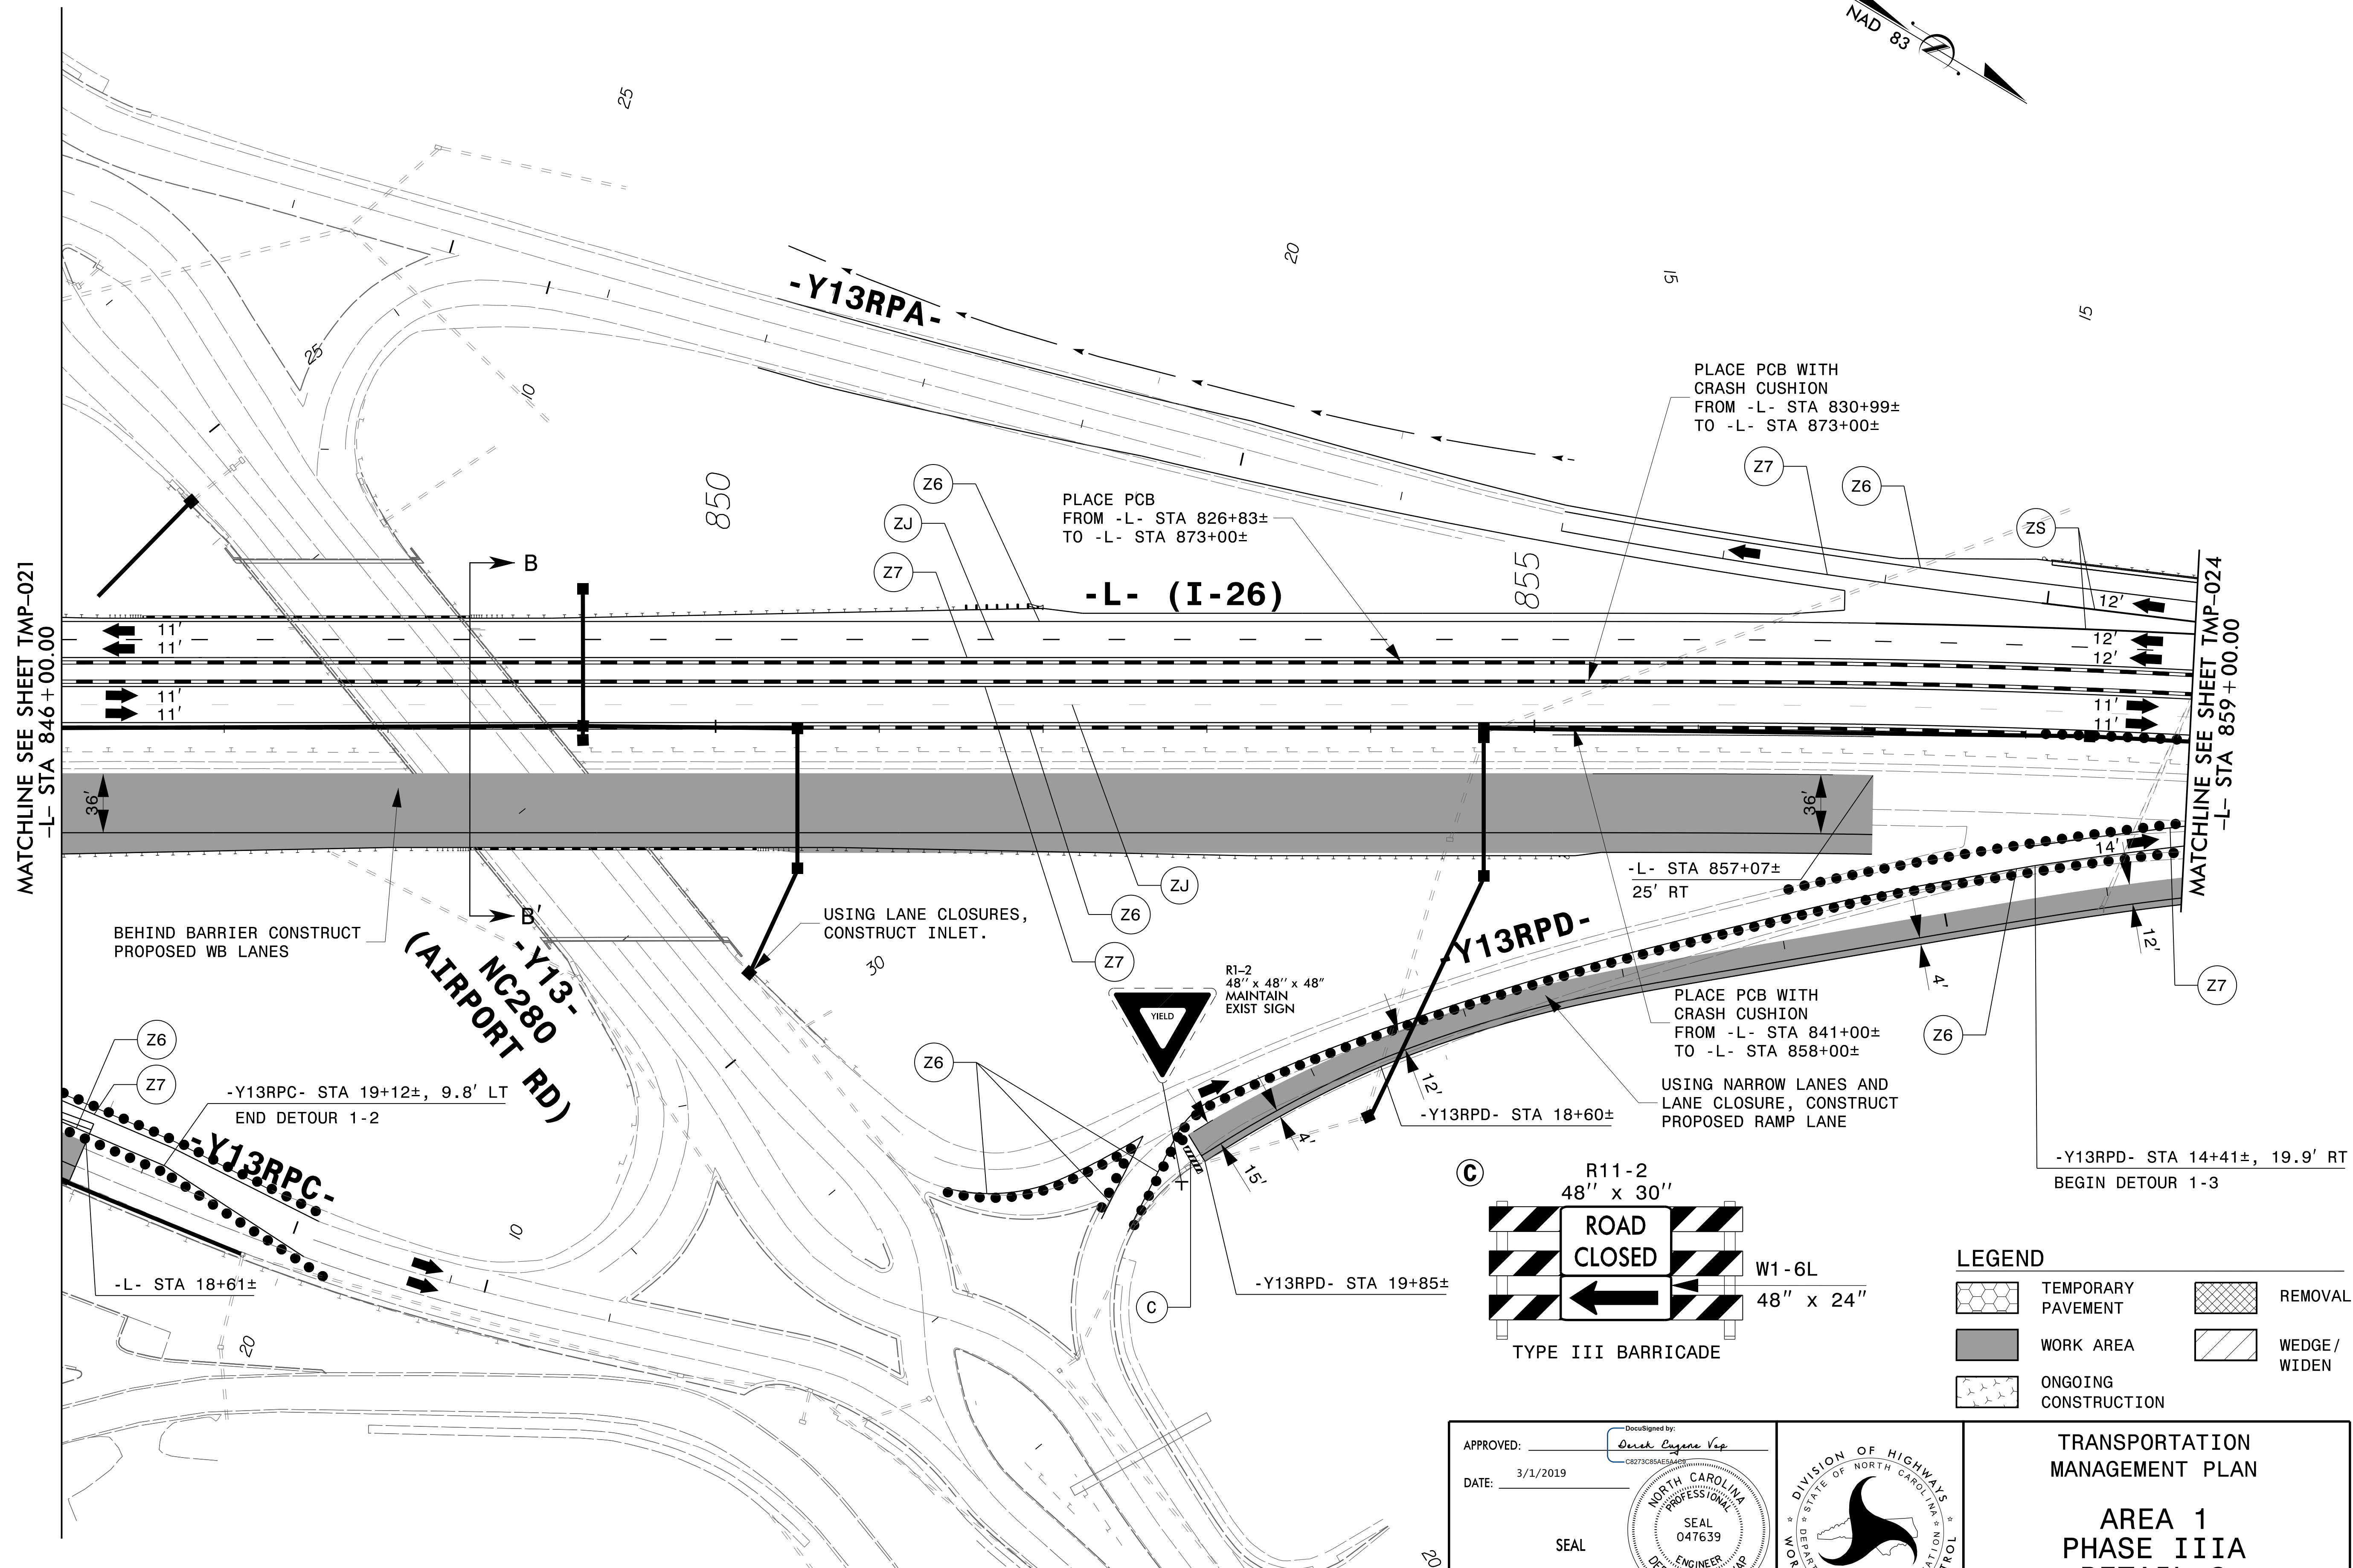 NAD 83
25
20
15
15
-Y13RPA-
25
10
850
855
PLACE PCB WITH
CRASH CUSHION
FROM -L- STA 830+99±
TO -L- STA 873+00±
PLACE PCB
FROM -L- STA 826+83±
TO -L- STA 873+00±
Z6
ZJ
Z7
Z7
Z6
ZS
-L- (I-26)
B
11'
11'
11'
11'
12'
12'
12'
11'
11'
MATCHLINE SEE SHEET TMP-021
-L- STA 846+00.00
MATCHLINE SEE SHEET TMP-024
-L- STA 859+00.00
36'
36'
14'
12'
4'
B'
BEHIND BARRIER CONSTRUCT
PROPOSED WB LANES
USING LANE CLOSURES,
CONSTRUCT INLET.
ZJ
Z6
Z7
-L- STA 857+07±
25' RT
-Y13-
NC280
(AIRPORT RD)
30
-Y13RPD-
R1-2
48" x 48" x 48"
MAINTAIN
EXIST SIGN
YIELD
PLACE PCB WITH
CRASH CUSHION
FROM -L- STA 841+00±
TO -L- STA 858+00±
Z7
Z6
USING NARROW LANES AND
LANE CLOSURE, CONSTRUCT
PROPOSED RAMP LANE
Z6
Z7
-Y13RPC- STA 19+12±, 9.8' LT
END DETOUR 1-2
-Y13RPC-
Z6
12'
4'
15'
-Y13RPD- STA 18+60±
-Y13RPD- STA 14+41±, 19.9' RT
BEGIN DETOUR 1-3
10
-L- STA 18+61±
20
-Y13RPD- STA 19+85±
C
C
R11-2
48" x 30"
ROAD
CLOSED
W1-6L
48" x 24"
TYPE III BARRICADE
LEGEND
TEMPORARY
PAVEMENT
REMOVAL
WORK AREA
WEDGE/
WIDEN
ONGOING
CONSTRUCTION
20
APPROVED:
DocuSigned by:
C8273C85AE5A4C9...
DATE: 3/1/2019
SEAL
NORTH CAROLINA
PROFESSIONAL
SEAL
047639
ENGINEER
DIVISION OF HIGHWAYS
STATE OF NORTH CAROLINA
TRANSPORTATION
MANAGEMENT PLAN
AREA 1
PHASE IIIA